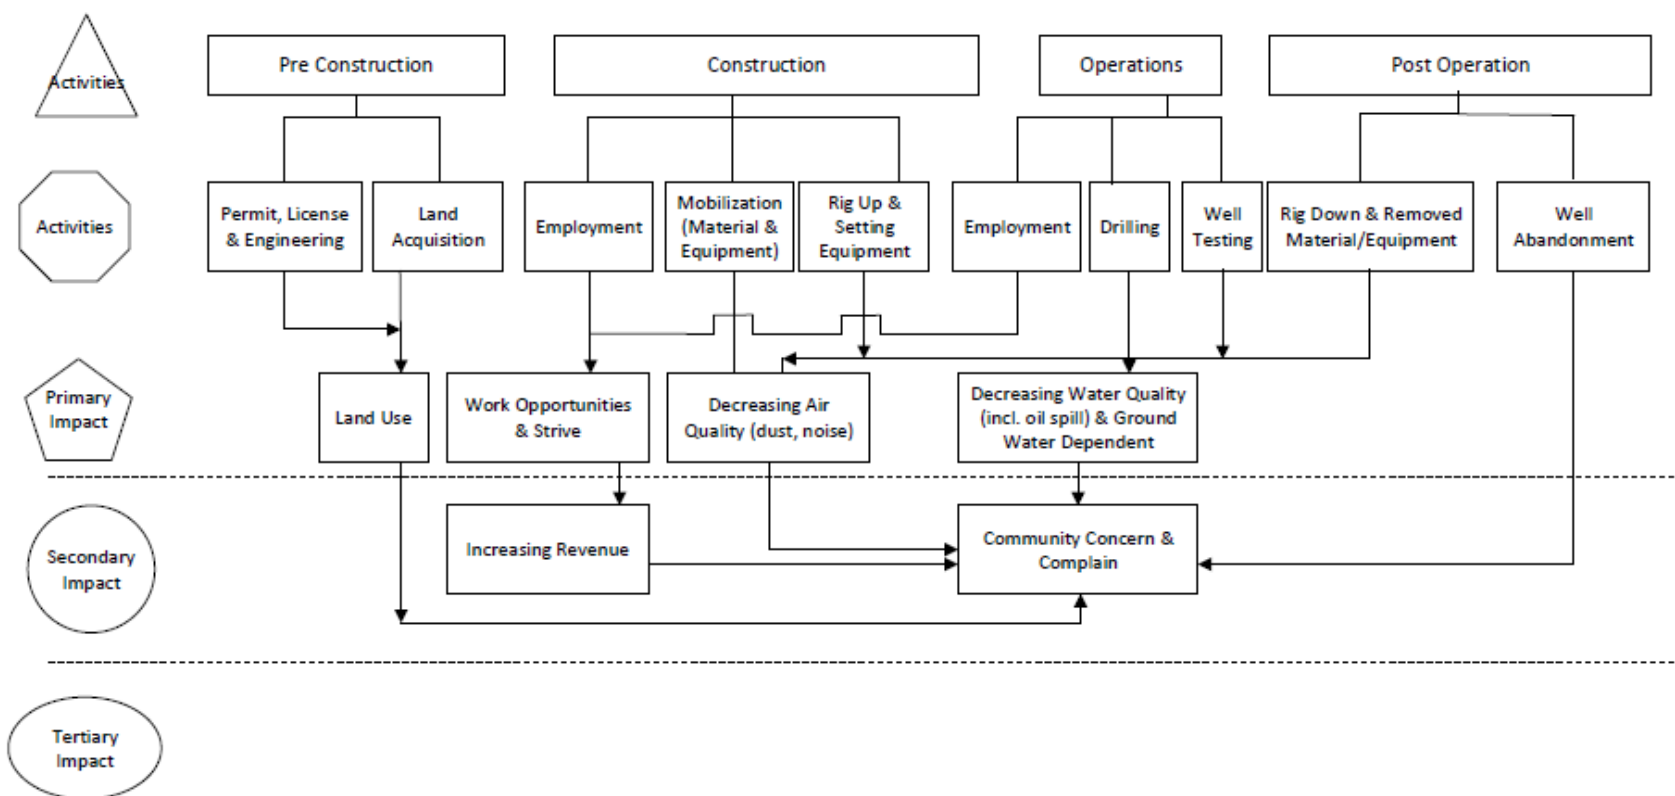 Activities
Pre Construction
Construction
Operations
Post Operation
Activities
Permit, License
& Engineering
Land
Acquisition
Employment
Mobilization
(Material &
Equipment)
Rig Up &
Setting
Equipment
Employment
Drilling
Well
Testing
Rig Down & Removed
Material/Equipment
Well
Abandonment
Primary
Impact
Land Use
Work Opportunities
& Strive
Decreasing Air
Quality (dust, noise)
Decreasing Water Quality
(incl. oil spill) & Ground
Water Dependent
Secondary
Impact
Increasing Revenue
Community Concern &
Complain
Tertiary
Impact